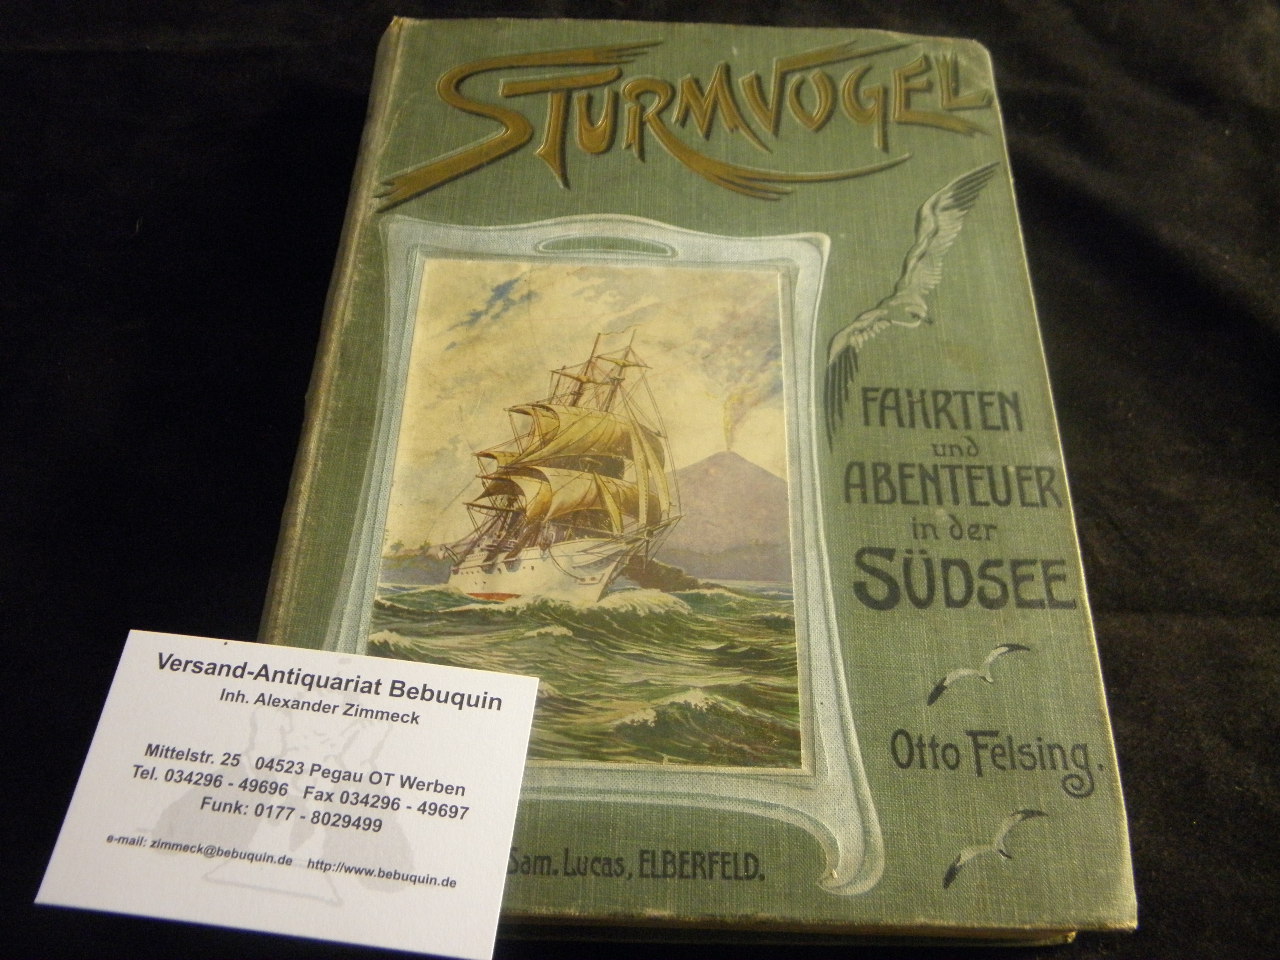 STURMVOGEL
FAHRTEN
und
ABENTEUER
in der
SÜDSEE
Otto Felsing.
Sam. Lucas, ELBERFELD.
Versand-Antiquariat Bebuquin
Inh. Alexander Zimmeck
Mittelstr. 25 04523 Pegau OT Werben
Tel. 034296 - 49696 Fax 034296 - 49697
Funk: 0177 - 8029499
e-mail: zimmeck@bebuquin.de http://www.bebuquin.de